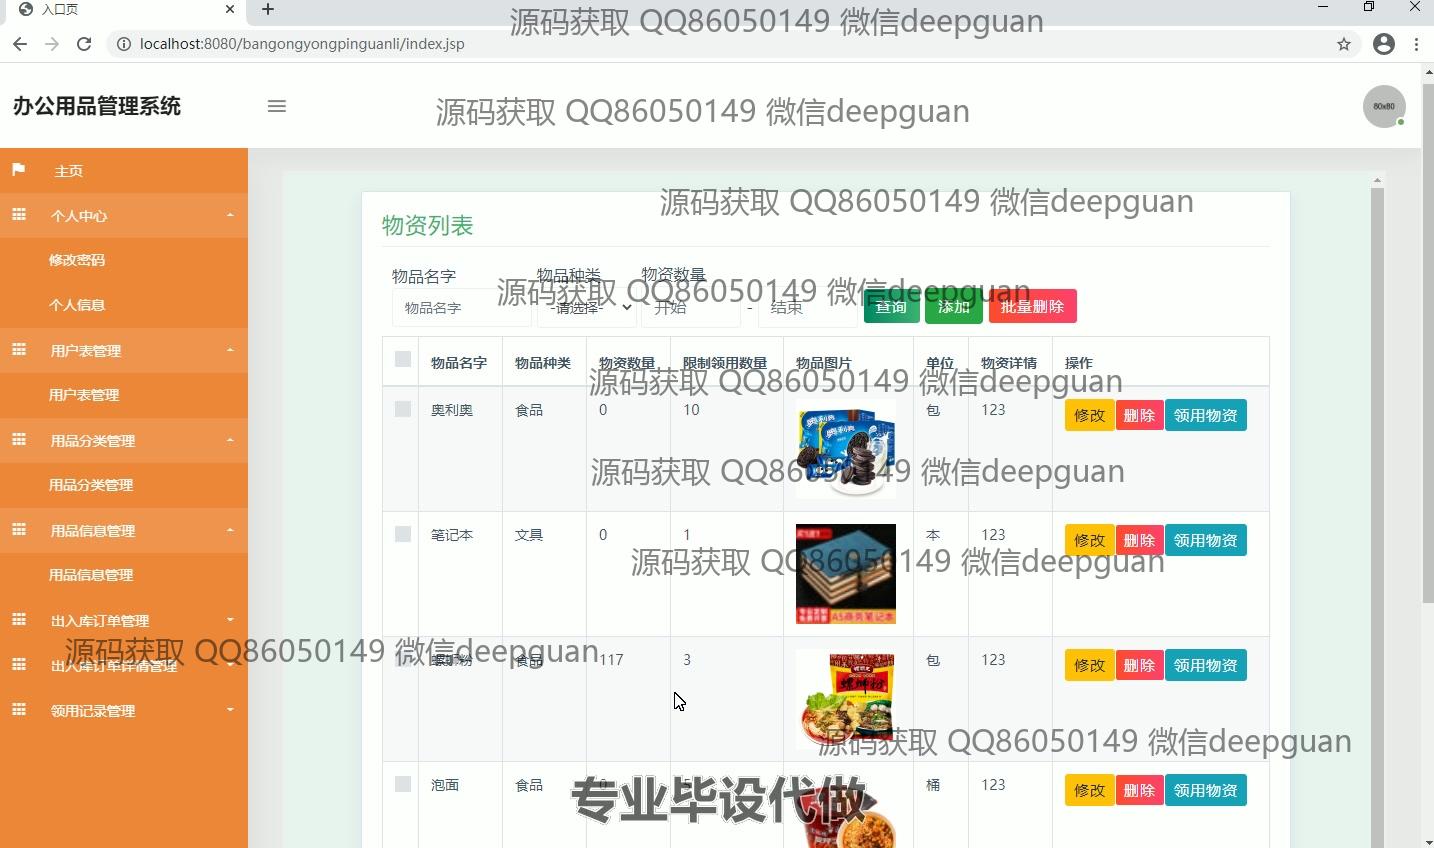 入口页
源码获取 QQ86050149 微信deepguan
localhost:8080/bangongyongpinguanli/index.jsp
办公用品管理系统
源码获取 QQ86050149 微信deepguan
80x80
主页
个人中心
修改密码
个人信息
用户表管理
用户表管理
用品分类管理
用品分类管理
用品信息管理
用品信息管理
出入库订单管理
出入库订单详情管理
领用记录管理
源码获取 QQ86050149 微信deepguan
源码获取 QQ86050149 微信deepguan
物资列表
物品名字 物品种类 物资数量
源码获取 QQ86050149 微信deepguan
物品名字 -请选择- 开始 - 结束 查询 添加 批量删除
物品名字 物品种类 物资数量 限制领用数量 物品图片 单位 物资详情 操作
源码获取 QQ86050149 微信deepguan
奥利奥 食品 0 10 包 123 修改 删除 领用物资
奥利奥
源码获取 QQ86050149 微信deepguan
笔记本 文具 0 1 本 123 修改 删除 领用物资
源码获取 QQ86050149 微信deepguan
A5商务笔记本
螺蛳粉 食品 117 3 包 123 修改 删除 领用物资
螺蛳粉
源码获取 QQ86050149 微信deepguan
泡面 食品 桶 123 修改 删除 领用物资
专业毕设代做